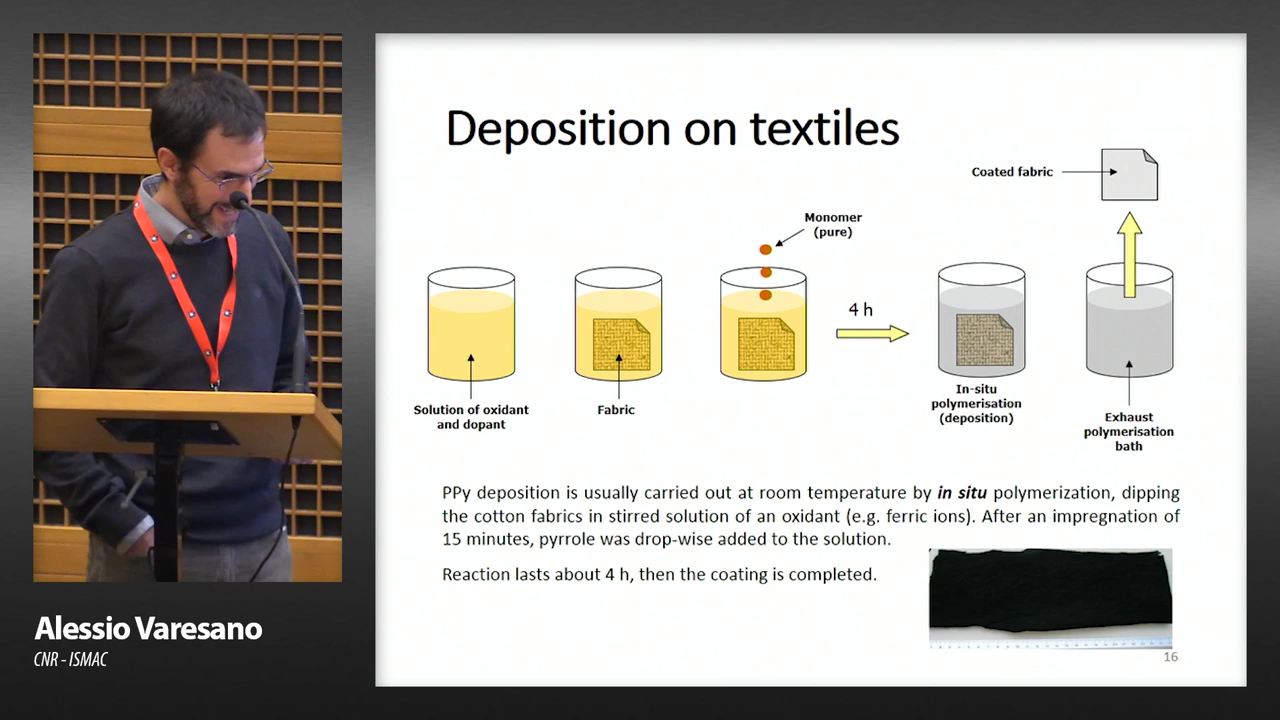 Deposition on textiles
Coated fabric
Monomer
(pure)
4 h
Solution of oxidant
and dopant
Fabric
In-situ
polymerisation
(deposition)
Exhaust
polymerisation
bath
PPy deposition is usually carried out at room temperature by in situ polymerization, dipping
the cotton fabrics in stirred solution of an oxidant (e.g. ferric ions). After an impregnation of
15 minutes, pyrrole was drop-wise added to the solution.
Reaction lasts about 4 h, then the coating is completed.
16
Alessio Varesano
CNR - ISMAC